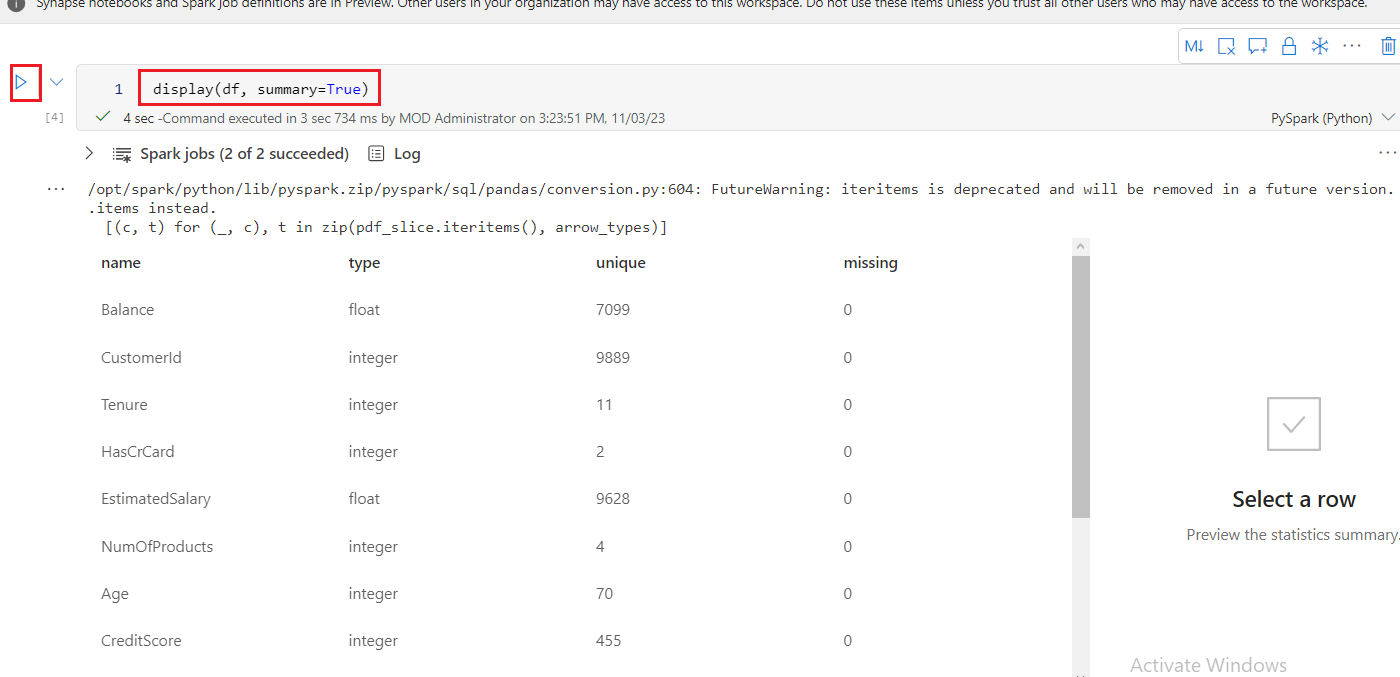 Synapse notebooks and Spark job definitions are in Preview. Other users in your organization may have access to this workspace. Do not use these items unless you trust all other users who may have access to the workspace.
M↓
1 display(df, summary=True)
[4] 4 sec -Command executed in 3 sec 734 ms by MOD Administrator on 3:23:51 PM, 11/03/23 PySpark (Python)
Spark jobs (2 of 2 succeeded) Log
/opt/spark/python/lib/pyspark.zip/pyspark/sql/pandas/conversion.py:604: FutureWarning: iteritems is deprecated and will be removed in a future version.
.items instead.
[(c, t) for (_, c), t in zip(pdf_slice.iteritems(), arrow_types)]
name type unique missing
Balance float 7099 0
CustomerId integer 9889 0
Tenure integer 11 0
HasCrCard integer 2 0
EstimatedSalary float 9628 0
NumOfProducts integer 4 0
Age integer 70 0
CreditScore integer 455 0
Select a row
Preview the statistics summary.
Activate Windows